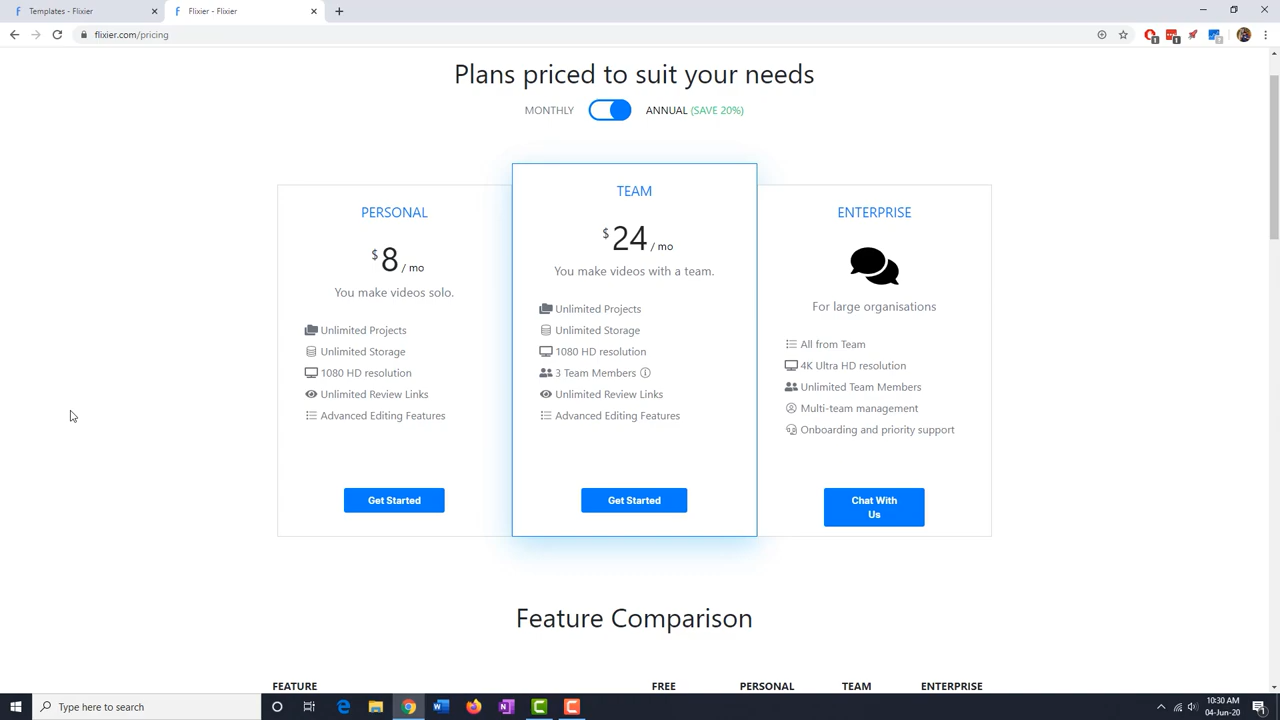 Templates - Flixier
Flixier - Flixier
flixier.com/pricing
Plans priced to suit your needs
MONTHLY
ANNUAL (SAVE 20%)
PERSONAL
$8 / mo
You make videos solo.
Unlimited Projects
Unlimited Storage
1080 HD resolution
Unlimited Review Links
Advanced Editing Features
Get Started
TEAM
$24 / mo
You make videos with a team.
Unlimited Projects
Unlimited Storage
1080 HD resolution
3 Team Members
Unlimited Review Links
Advanced Editing Features
Get Started
ENTERPRISE
For large organisations
All from Team
4K Ultra HD resolution
Unlimited Team Members
Multi-team management
Onboarding and priority support
Chat With
Us
Feature Comparison
FEATURE FREE PERSONAL TEAM ENTERPRISE
Type here to search
10:30 AM
04-Jun-20